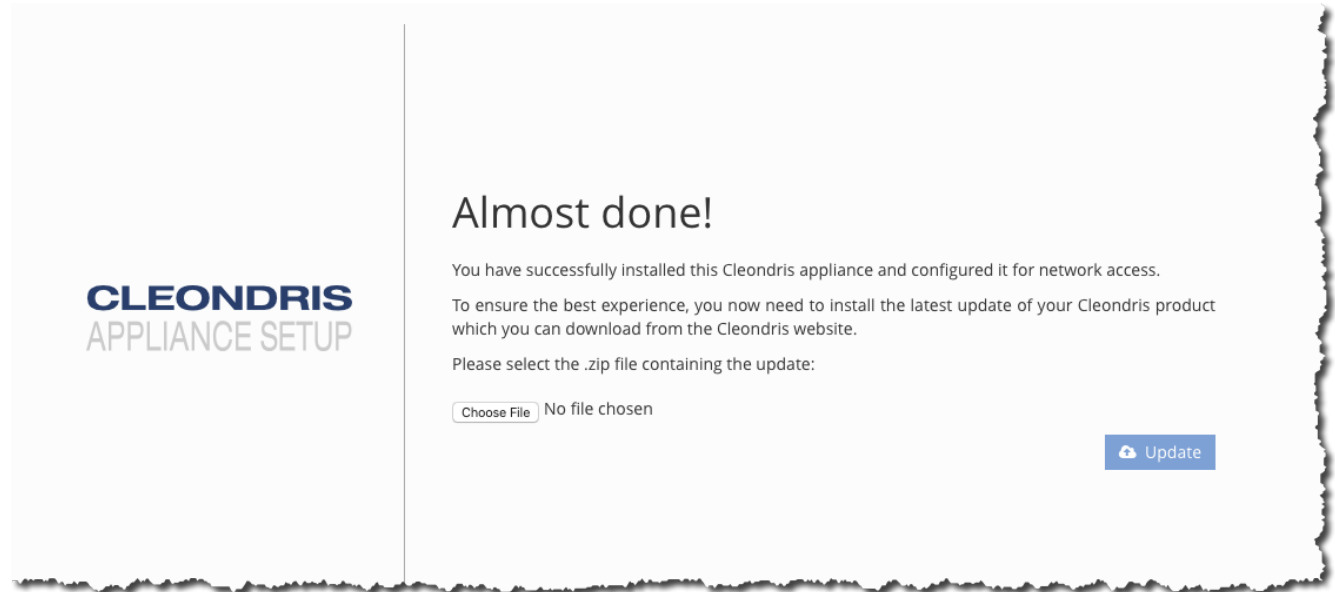 CLEONDRIS
APPLIANCE SETUP
Almost done!
You have successfully installed this Cleondris appliance and configured it for network access.
To ensure the best experience, you now need to install the latest update of your Cleondris product
which you can download from the Cleondris website.
Please select the .zip file containing the update:
Choose File No file chosen
Update